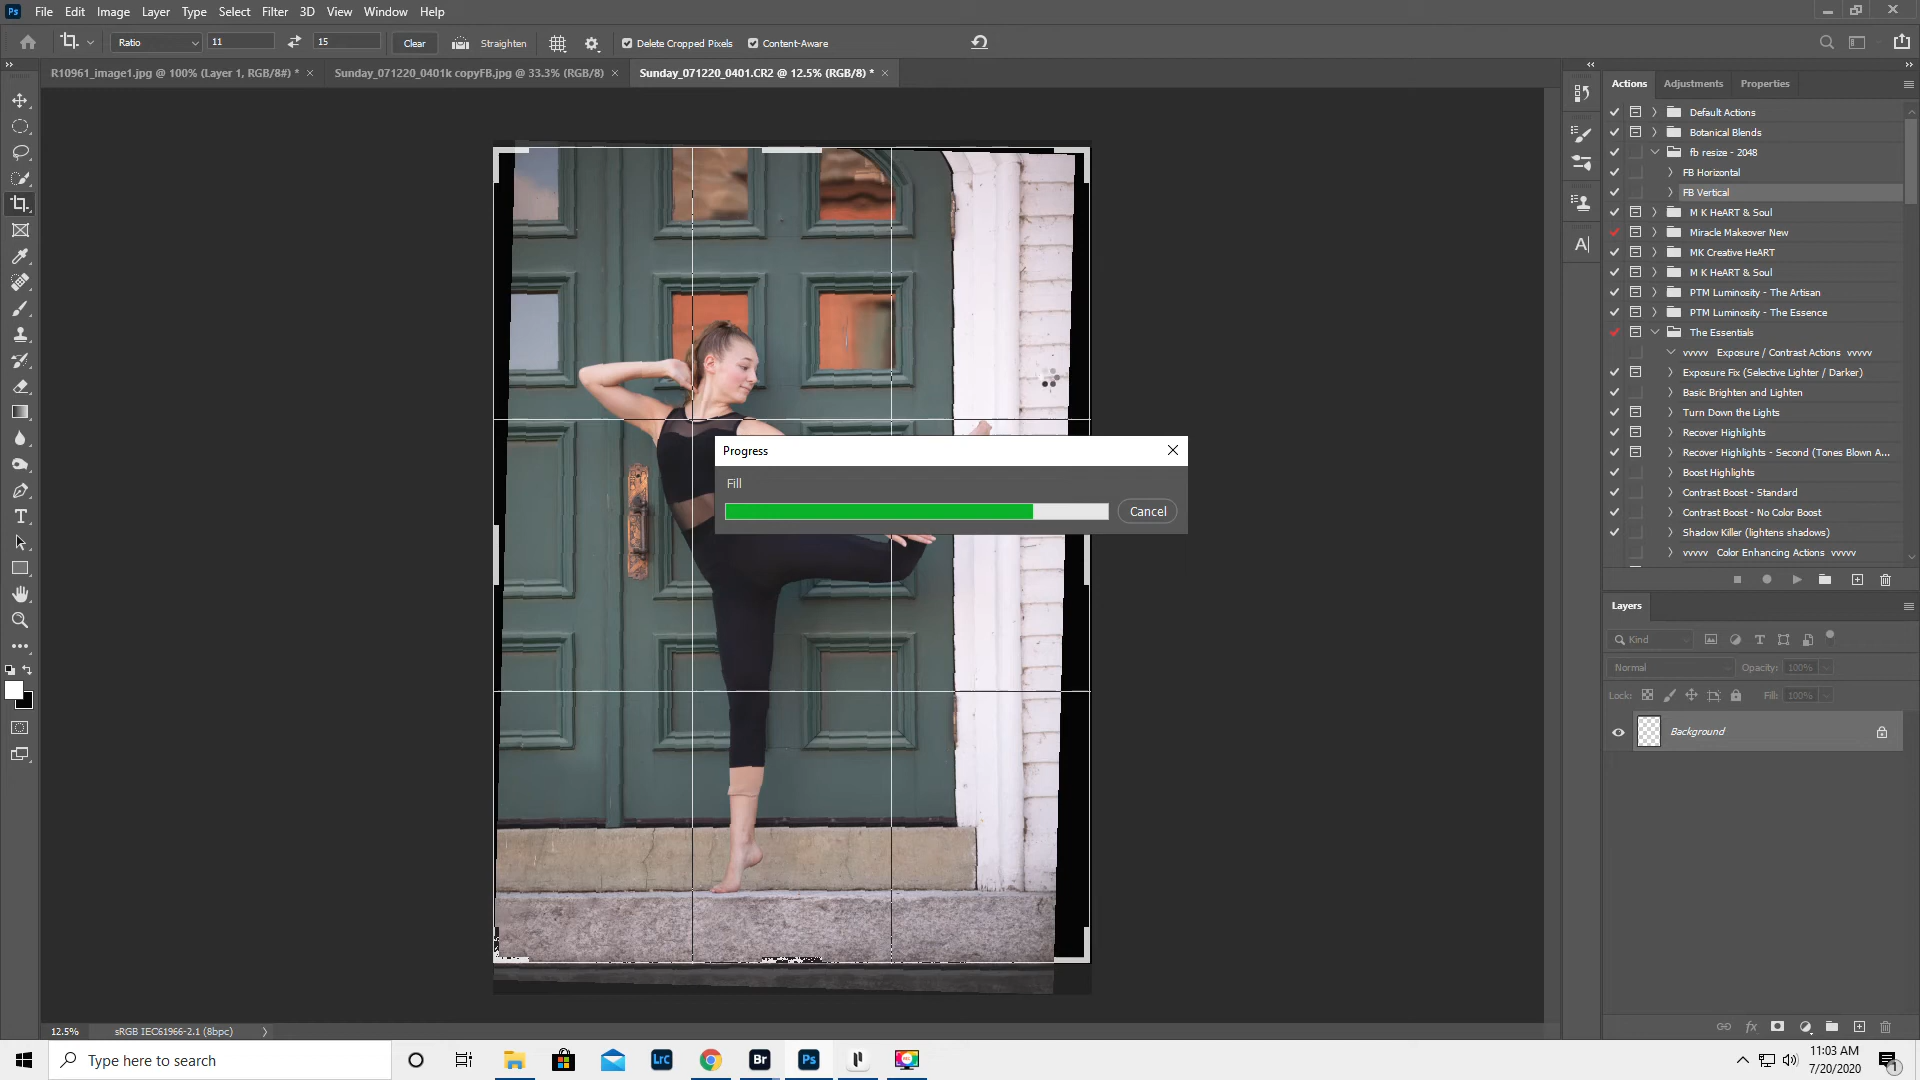 Ps File Edit Image Layer Type Select Filter 3D View Window Help
Ratio 11 15 Clear Straighten Delete Cropped Pixels Content-Aware
R10961_image1.jpg @ 100% (Layer 1, RGB/8#) * × Sunday_071220_0401k copyFB.jpg @ 33.3% (RGB/8) × Sunday_071220_0401.CR2 @ 12.5% (RGB/8) * ×
Actions Adjustments Properties
Default Actions
Botanical Blends
fb resize - 2048
FB Horizontal
FB Vertical
M K HeART & Soul
Miracle Makeover New
MK Creative HeART
M K HeART & Soul
PTM Luminosity - The Artisan
PTM Luminosity - The Essence
The Essentials
vvvvv Exposure / Contrast Actions vvvvv
Exposure Fix (Selective Lighter / Darker)
Basic Brighten and Lighten
Turn Down the Lights
Recover Highlights
Recover Highlights - Second (Tones Blown A...
Boost Highlights
Contrast Boost - Standard
Contrast Boost - No Color Boost
Shadow Killer (lightens shadows)
vvvvv Color Enhancing Actions vvvvv
Progress
Fill
Cancel
Layers
Kind
Normal Opacity: 100%
Lock: Fill: 100%
Background
12.5% sRGB IEC61966-2.1 (8bpc)
Type here to search
LrC Br Ps
11:03 AM
7/20/2020
1